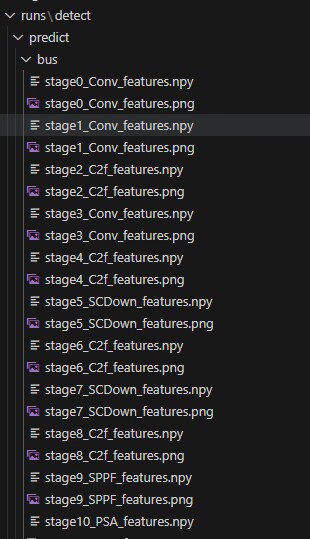 runs\detect
predict
bus
stage0_Conv_features.npy
stage0_Conv_features.png
stage1_Conv_features.npy
stage1_Conv_features.png
stage2_C2f_features.npy
stage2_C2f_features.png
stage3_Conv_features.npy
stage3_Conv_features.png
stage4_C2f_features.npy
stage4_C2f_features.png
stage5_SCDown_features.npy
stage5_SCDown_features.png
stage6_C2f_features.npy
stage6_C2f_features.png
stage7_SCDown_features.npy
stage7_SCDown_features.png
stage8_C2f_features.npy
stage8_C2f_features.png
stage9_SPPF_features.npy
stage9_SPPF_features.png
stage10_PSA_features.npy